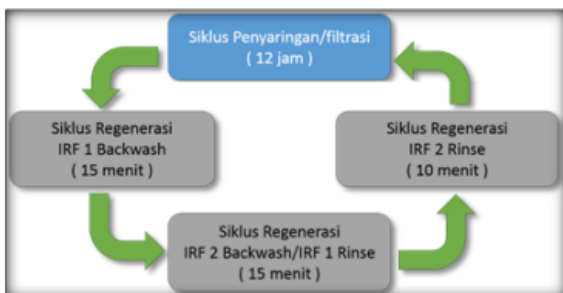 Siklus Penyaringan/filtrasi
( 12 jam )
Siklus Regenerasi
IRF 1 Backwash
( 15 menit )
Siklus Regenerasi
IRF 2 Backwash/IRF 1 Rinse
( 15 menit )
Siklus Regenerasi
IRF 2 Rinse
( 10 menit )